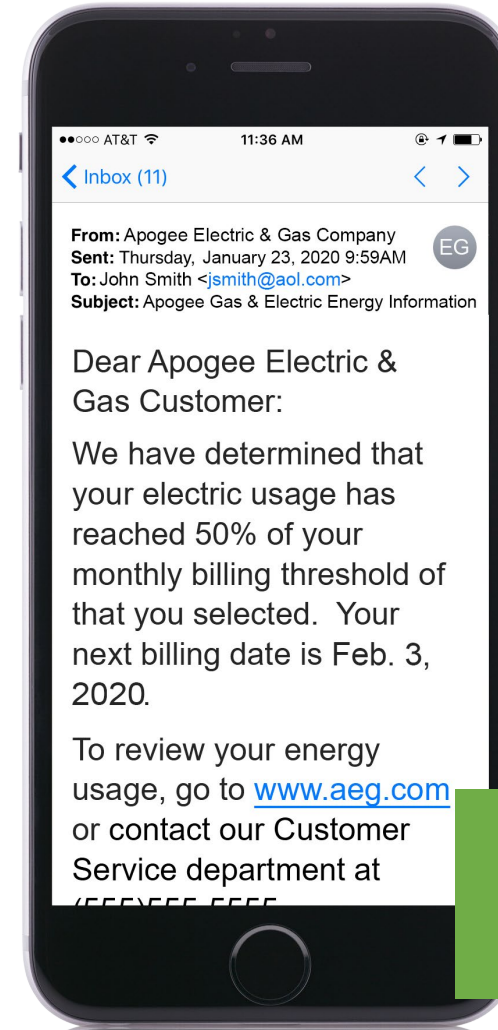 AT&T 11:36 AM
Inbox (11)
From: Apogee Electric & Gas Company
Sent: Thursday, January 23, 2020 9:59AM
To: John Smith <jsmith@aol.com>
Subject: Apogee Gas & Electric Energy Information
EG
Dear Apogee Electric &
Gas Customer:
We have determined that
your electric usage has
reached 50% of your
monthly billing threshold of
that you selected. Your
next billing date is Feb. 3,
2020.
To review your energy
usage, go to www.aeg.com
or contact our Customer
Service department at